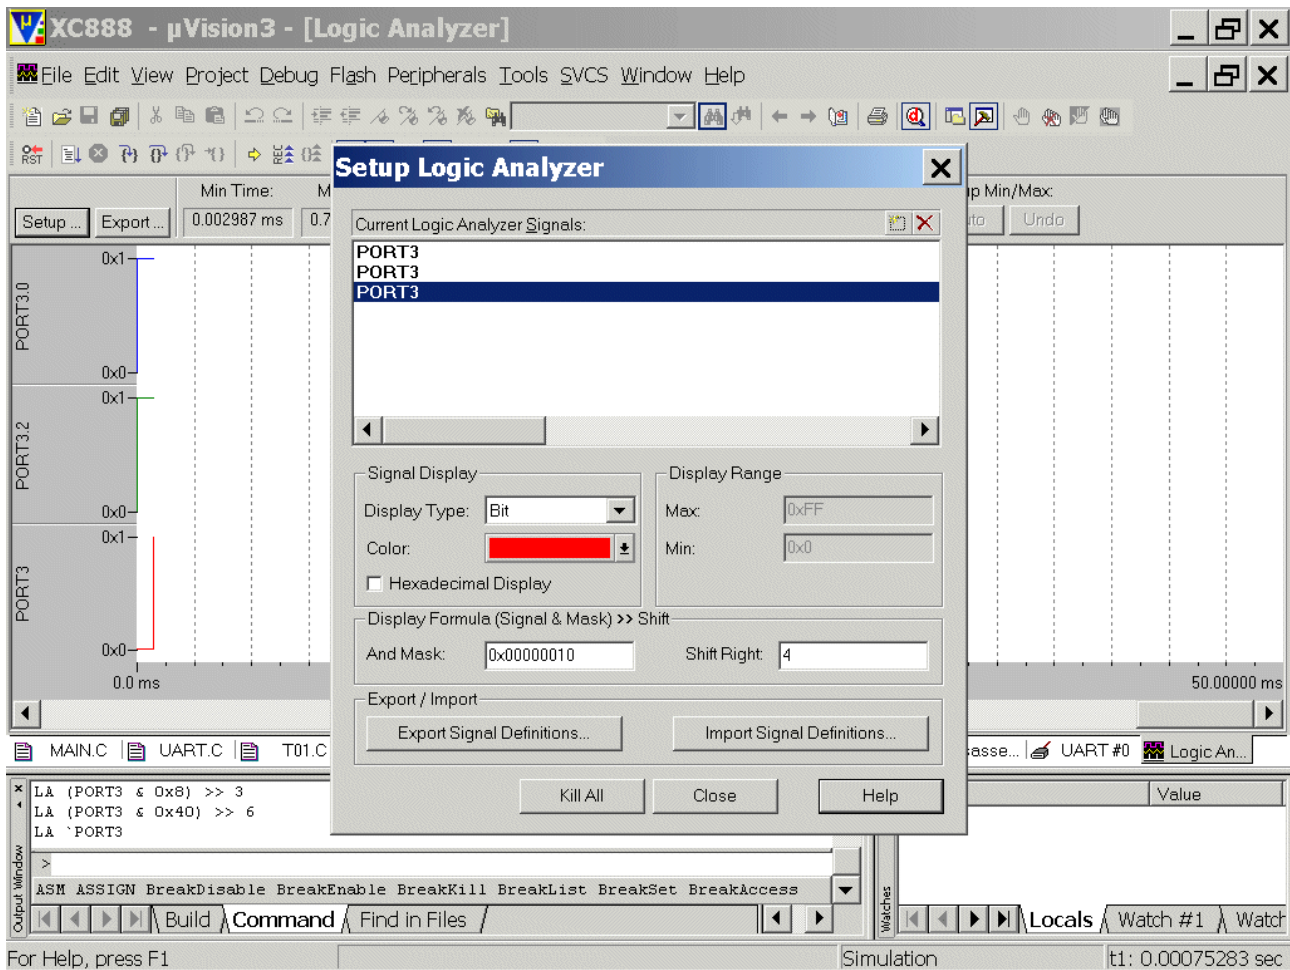 XC888 - µVision3 - [Logic Analyzer]
File Edit View Project Debug Flash Peripherals Tools SVCS Window Help
RST
Setup Logic Analyzer
Min Time:
Setup ... Export ... 0.002987 ms 0.7
Undo
Current Logic Analyzer Signals:
PORT3
PORT3
PORT3
PORT3.0
0x1
0x0
PORT3.2
0x1
0x0
PORT3
0x1
0x0
0.0 ms
50.00000 ms
Signal Display
Display Type: Bit
Color:
Hexadecimal Display
Display Range
Max: 0xFF
Min: 0x0
Display Formula (Signal & Mask) >> Shift
And Mask: 0x00000010 Shift Right: 4
Export / Import
Export Signal Definitions... Import Signal Definitions...
Kill All Close Help
MAIN.C UART.C T01.C
UART #0 Logic An...
LA (PORT3 & 0x8) >> 3
LA (PORT3 & 0x40) >> 6
LA `PORT3
>
ASM ASSIGN BreakDisable BreakEnable BreakKill BreakList BreakSet BreakAccess
Output Window
Build Command Find in Files
Value
Watches
Locals Watch #1 Watch
For Help, press F1 Simulation t1: 0.00075283 sec